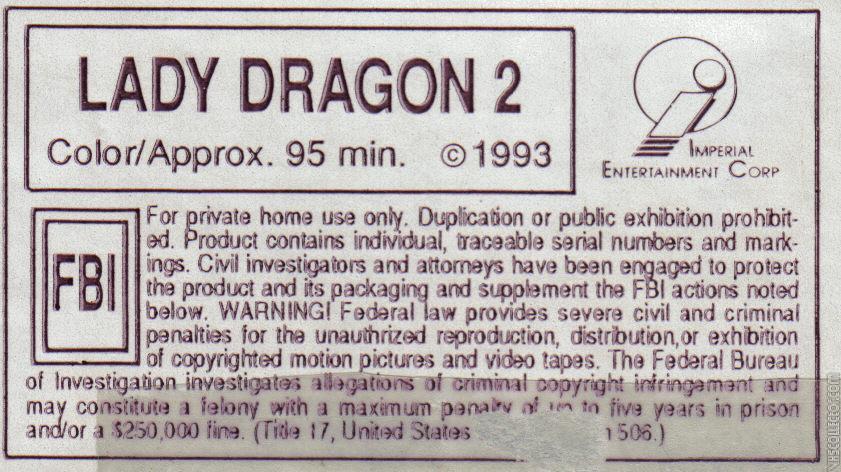 LADY DRAGON 2
Color/Approx. 95 min. ©1993
IMPERIAL
ENTERTAINMENT CORP
FBI
For private home use only. Duplication or public exhibition prohibit-
ed. Product contains individual, traceable serial numbers and mark-
ings. Civil investigators and attorneys have been engaged to protect
the product and its packaging and supplement the FBI actions noted
below. WARNING! Federal law provides severe civil and criminal
penalties for the unauthrized reproduction, distribution,or exhibition
of copyrighted motion pictures and video tapes. The Federal Bureau
of Investigation investigates allegations of criminal copyright infringement and
may constitute a felony with a maximum penalty of up to five years in prison
and/or a $250,000 fine. (Title 17, United States 506.)
VHSCOLLECTOR.COM